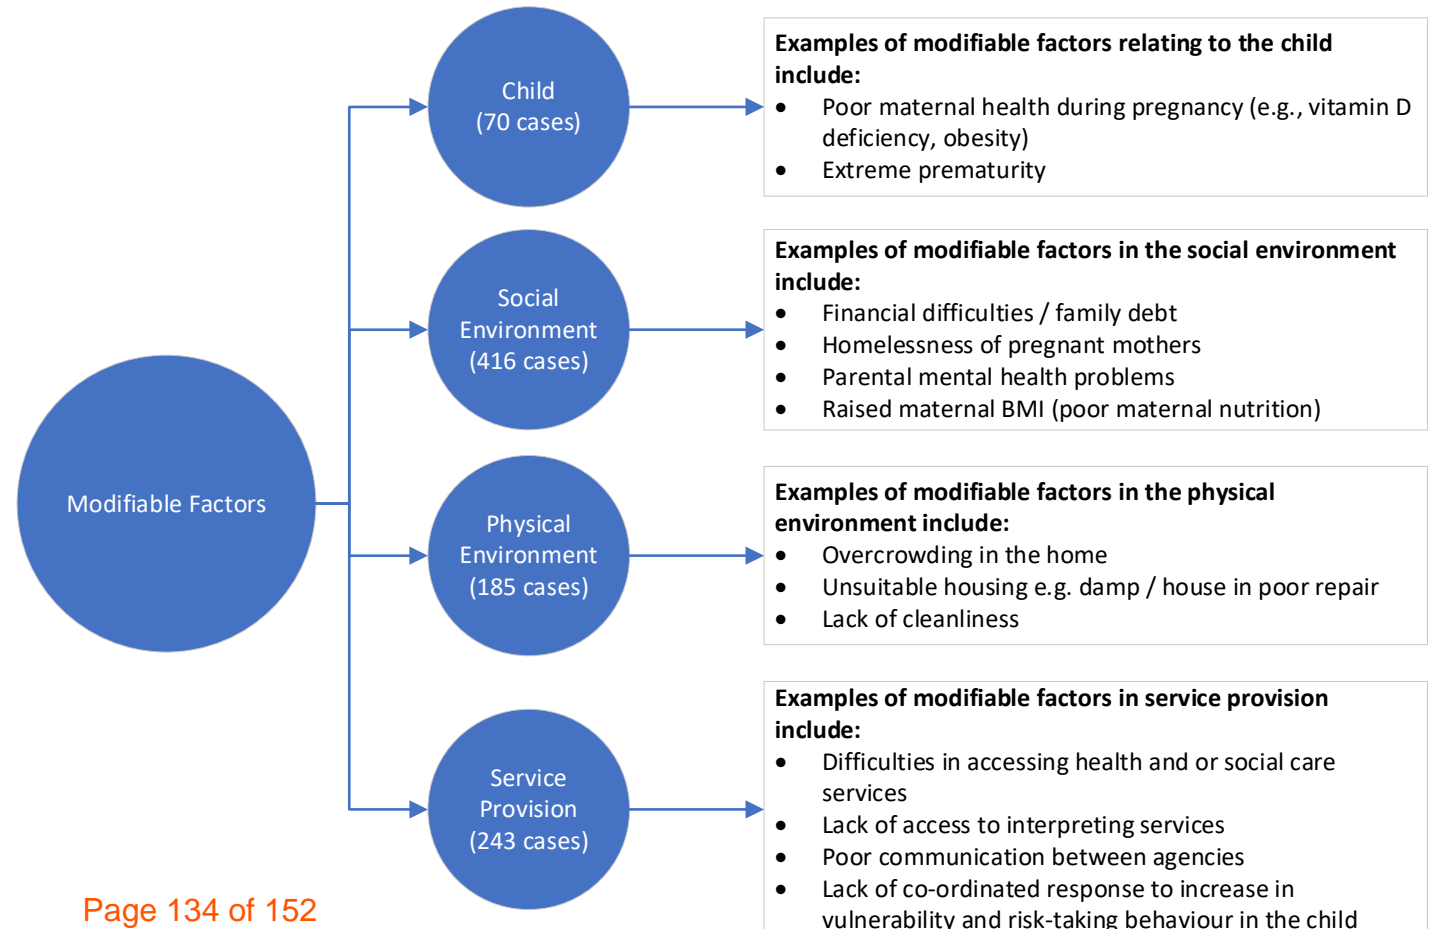 Child
(70 cases)
Examples of modifiable factors relating to the child
include:
• Poor maternal health during pregnancy (e.g., vitamin D
deficiency, obesity)
• Extreme prematurity
Social
Environment
(416 cases)
Examples of modifiable factors in the social environment
include:
• Financial difficulties / family debt
• Homelessness of pregnant mothers
• Parental mental health problems
• Raised maternal BMI (poor maternal nutrition)
Modifiable Factors
Physical
Environment
(185 cases)
Examples of modifiable factors in the physical
environment include:
• Overcrowding in the home
• Unsuitable housing e.g. damp / house in poor repair
• Lack of cleanliness
Service
Provision
(243 cases)
Examples of modifiable factors in service provision
include:
• Difficulties in accessing health and or social care
services
• Lack of access to interpreting services
• Poor communication between agencies
• Lack of co-ordinated response to increase in
vulnerability and risk-taking behaviour in the child
Page 134 of 152